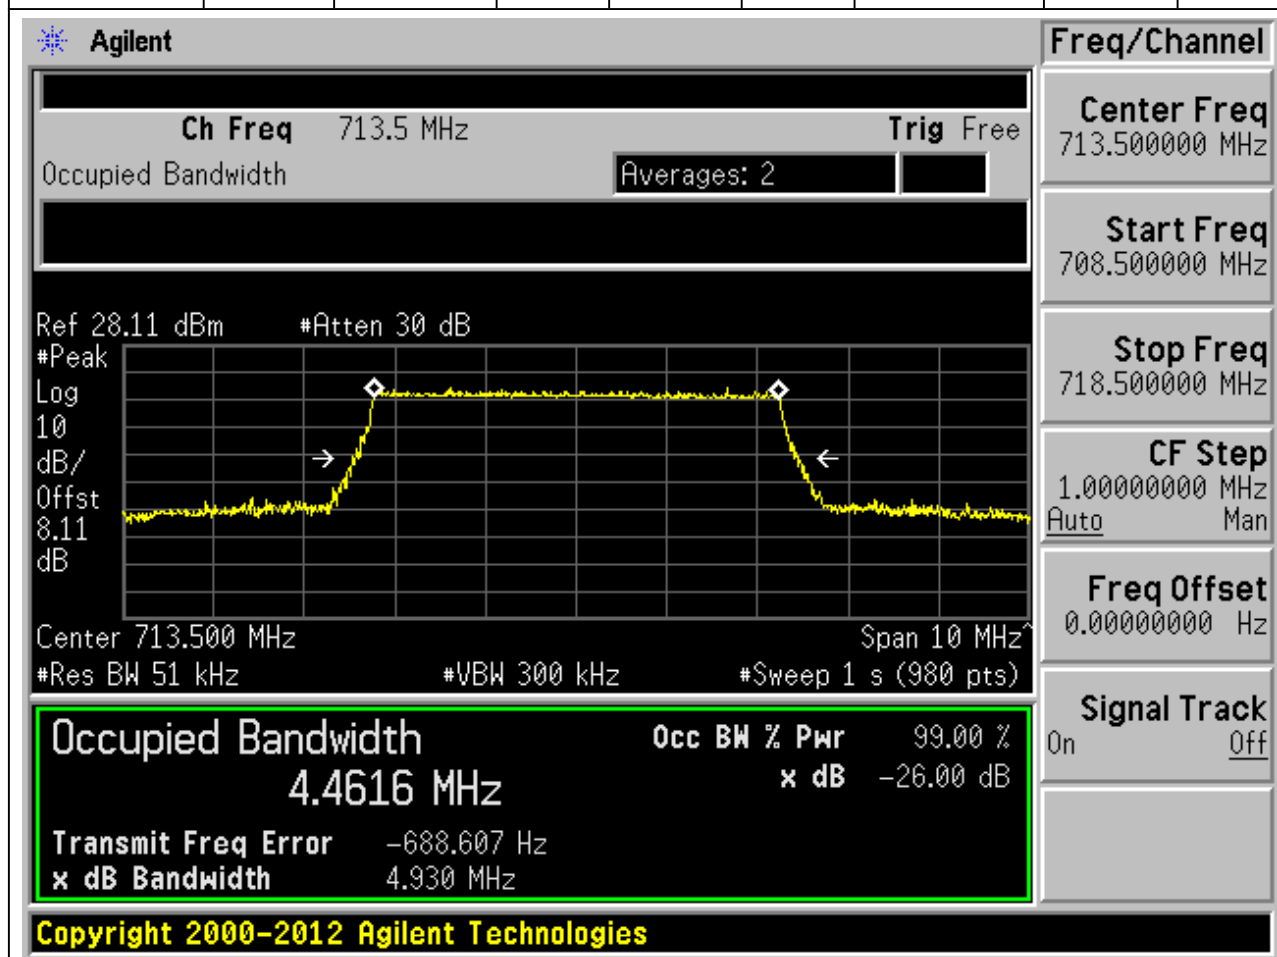 Agilent
Freq/Channel
Ch Freq 713.5 MHz Trig Free
Occupied Bandwidth Averages: 2
Center Freq
713.500000 MHz
Start Freq
708.500000 MHz
Stop Freq
718.500000 MHz
CF Step
1.00000000 MHz
Auto Man
Freq Offset
0.00000000 Hz
Signal Track
On Off
Ref 28.11 dBm #Atten 30 dB
#Peak
Log
10
dB/
Offst
8.11
dB
Center 713.500 MHz Span 10 MHz^
#Res BW 51 kHz #VBW 300 kHz #Sweep 1 s (980 pts)
Occupied Bandwidth Occ BW % Pwr 99.00 %
4.4616 MHz x dB -26.00 dB
Transmit Freq Error -688.607 Hz
x dB Bandwidth 4.930 MHz
Copyright 2000-2012 Agilent Technologies